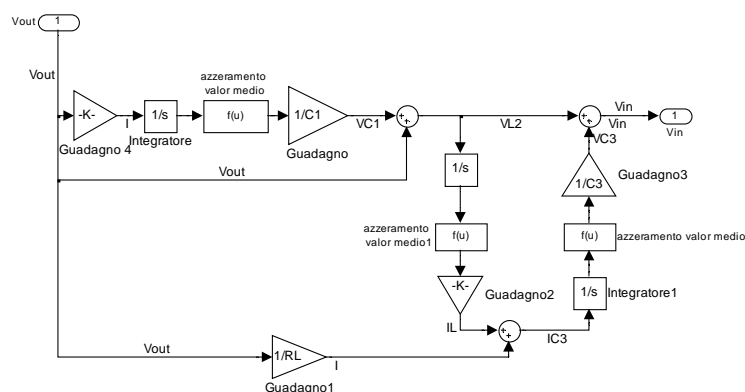 Vout
1
Vout
-K-
I
Guadagno 4
1/s
Integratore
azzeramento
valor medio
f(u)
1/C1
Guadagno
VC1
+
+
VL2
+
+
Vin
Vin
1
Vin
VC3
1/C3
Guadagno3
Vout
1/s
azzeramento
valor medio1
f(u)
f(u)
azzeramento valor medio
-K-
Guadagno2
1/s
Integratore1
IL
+
+
IC3
Vout
1/RL
I
Guadagno1